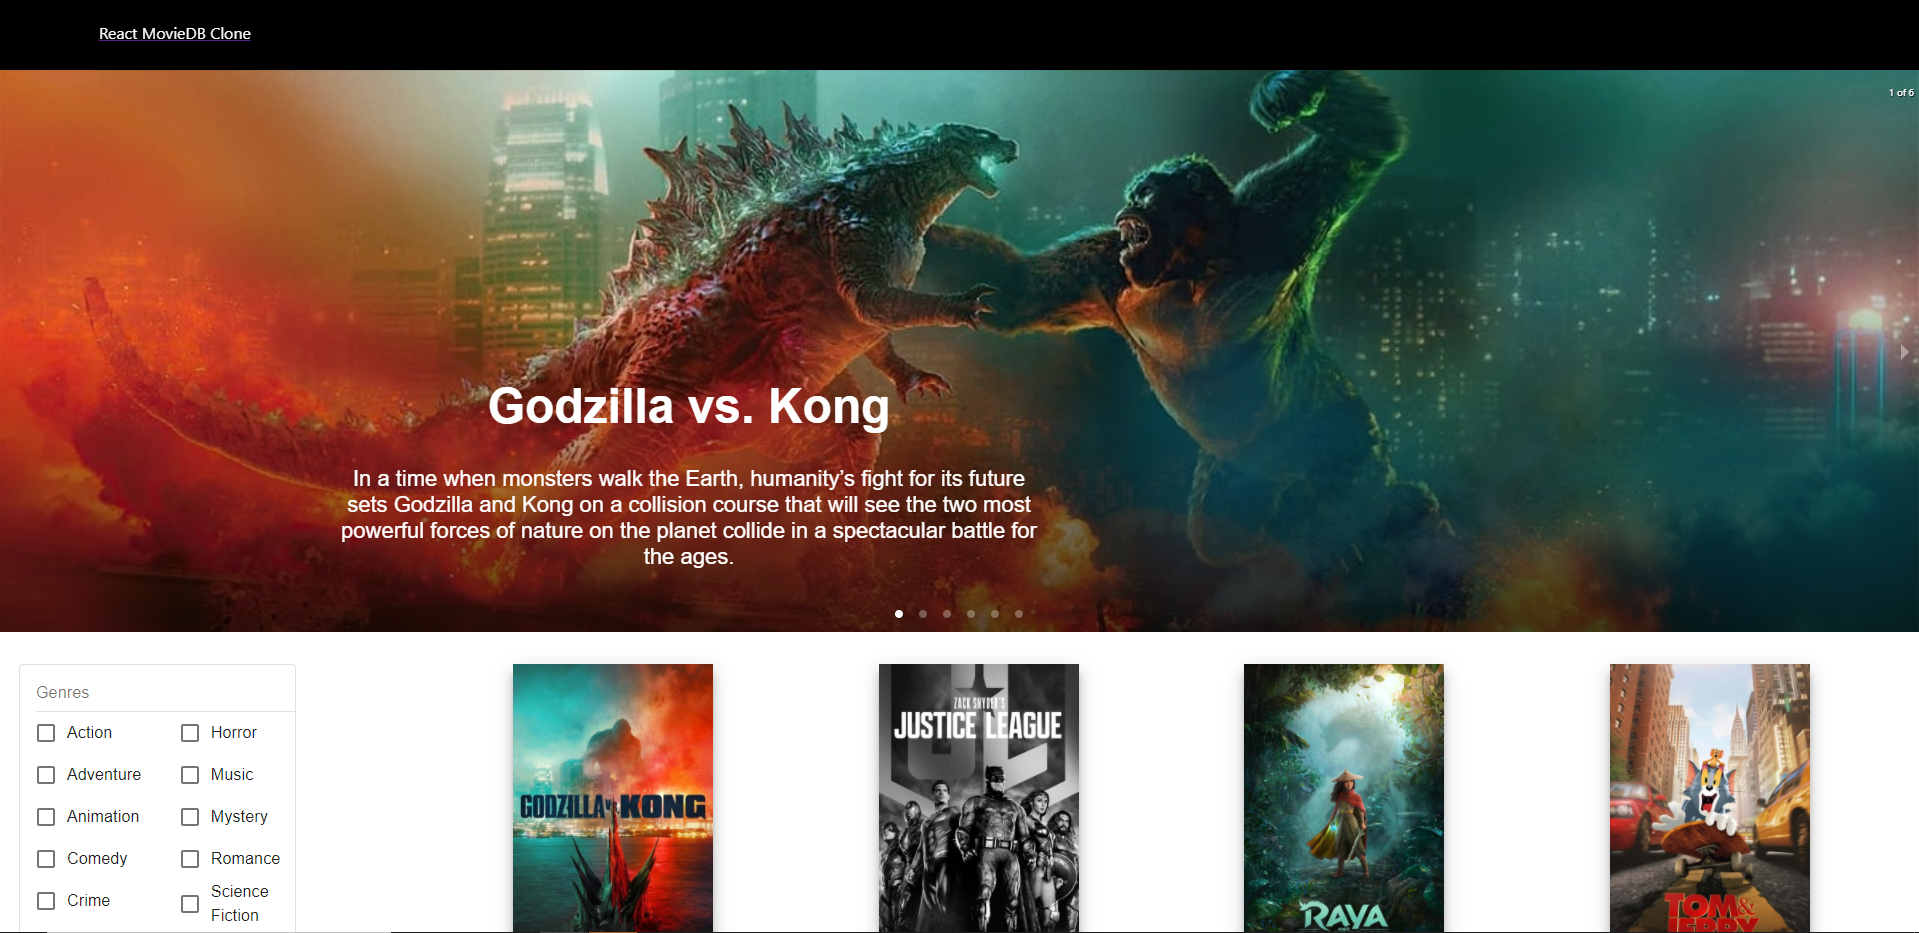 React MovieDB Clone
1 of 6
Godzilla vs. Kong
In a time when monsters walk the Earth, humanity’s fight for its future
sets Godzilla and Kong on a collision course that will see the two most
powerful forces of nature on the planet collide in a spectacular battle for
the ages.
Genres
Action
Horror
Adventure
Music
Animation
Mystery
Comedy
Romance
Crime
Science
Fiction
GODZILLA vs. KONG
ZACK SNYDER'S
JUSTICE LEAGUE
RAYA
TOM &
JERRY